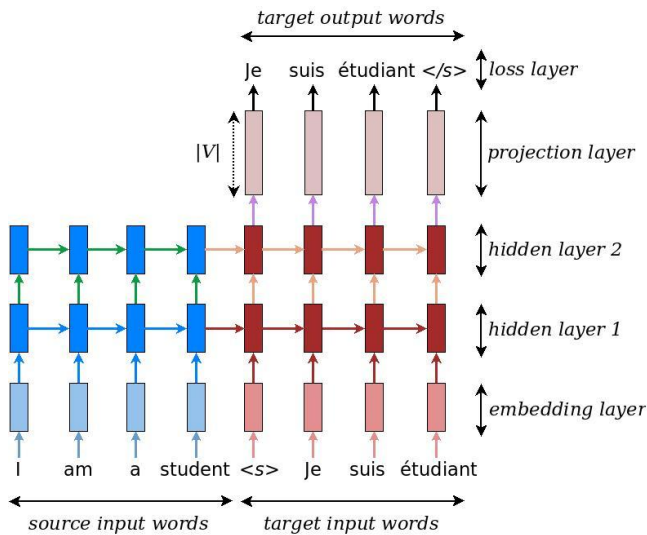 target output words
Je suis étudiant </s> loss layer
|V| projection layer
hidden layer 2
hidden layer 1
embedding layer
I am a student <s> Je suis étudiant
source input words target input words